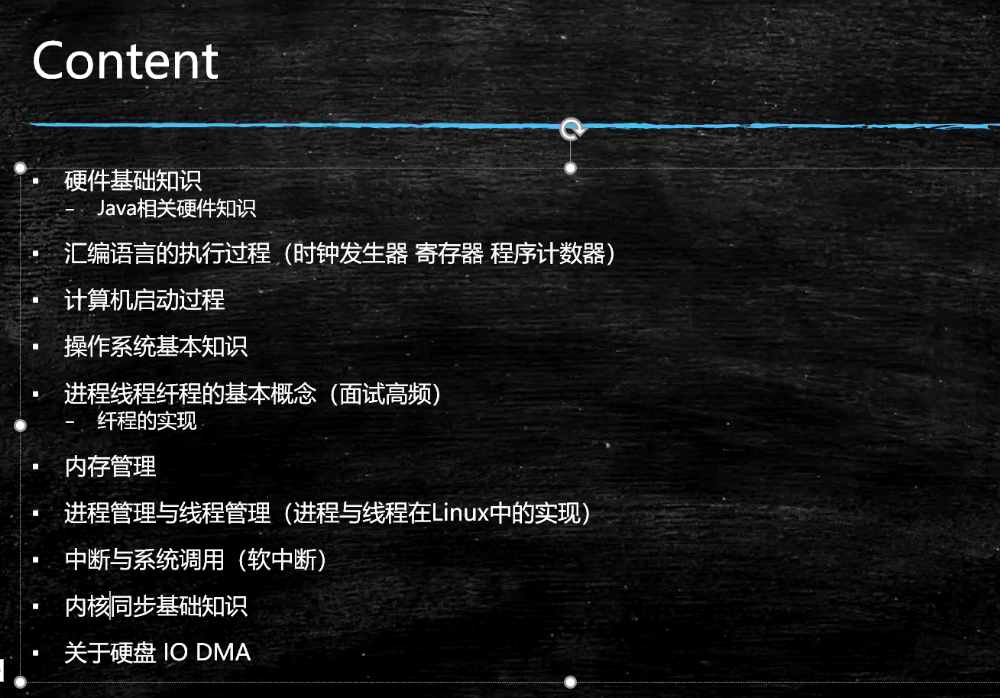 Content
▪ 硬件基础知识
– Java相关硬件知识
▪ 汇编语言的执行过程（时钟发生器 寄存器 程序计数器）
▪ 计算机启动过程
▪ 操作系统基本知识
▪ 进程线程纤程的基本概念（面试高频）
– 纤程的实现
▪ 内存管理
▪ 进程管理与线程管理（进程与线程在Linux中的实现）
▪ 中断与系统调用（软中断）
▪ 内核同步基础知识
▪ 关于硬盘 IO DMA